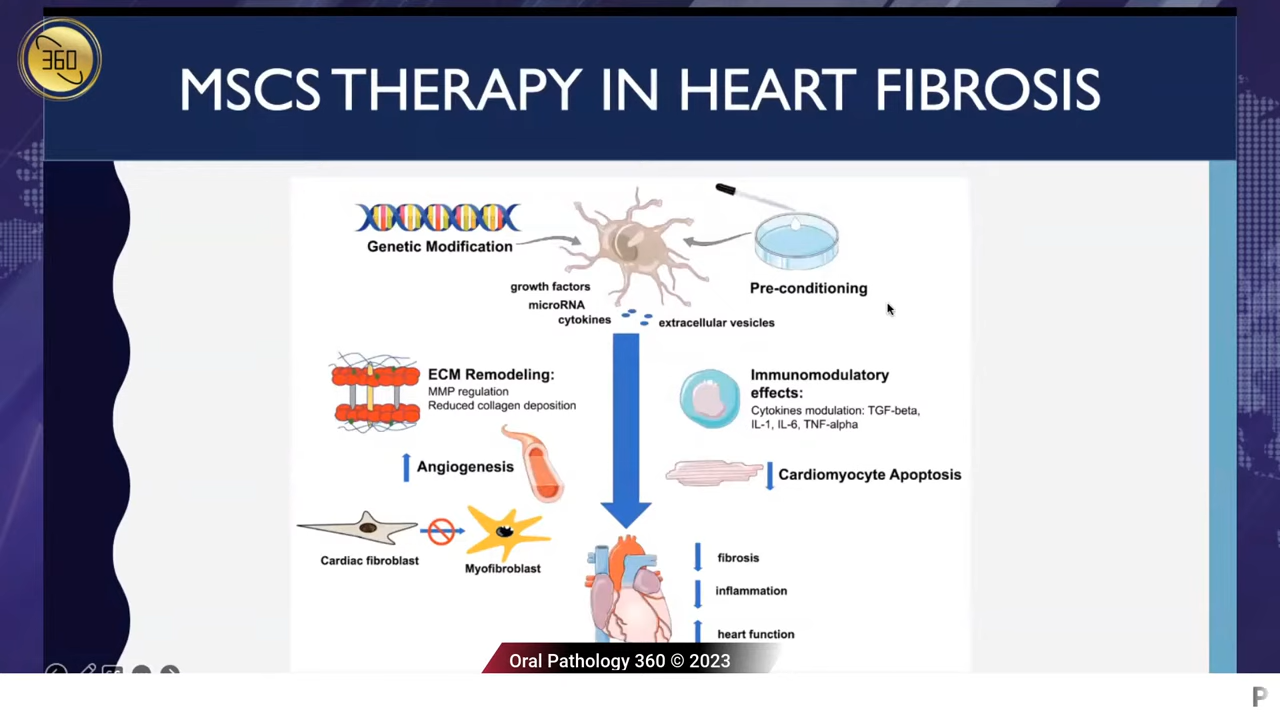 360
MSCS THERAPY IN HEART FIBROSIS
Genetic Modification
Pre-conditioning
growth factors
microRNA
cytokines
extracellular vesicles
ECM Remodeling:
MMP regulation
Reduced collagen deposition
Immunomodulatory
effects:
Cytokines modulation: TGF-beta,
IL-1, IL-6, TNF-alpha
Angiogenesis
Cardiomyocyte Apoptosis
Cardiac fibroblast
Myofibroblast
fibrosis
inflammation
heart function
Oral Pathology 360 © 2023
P